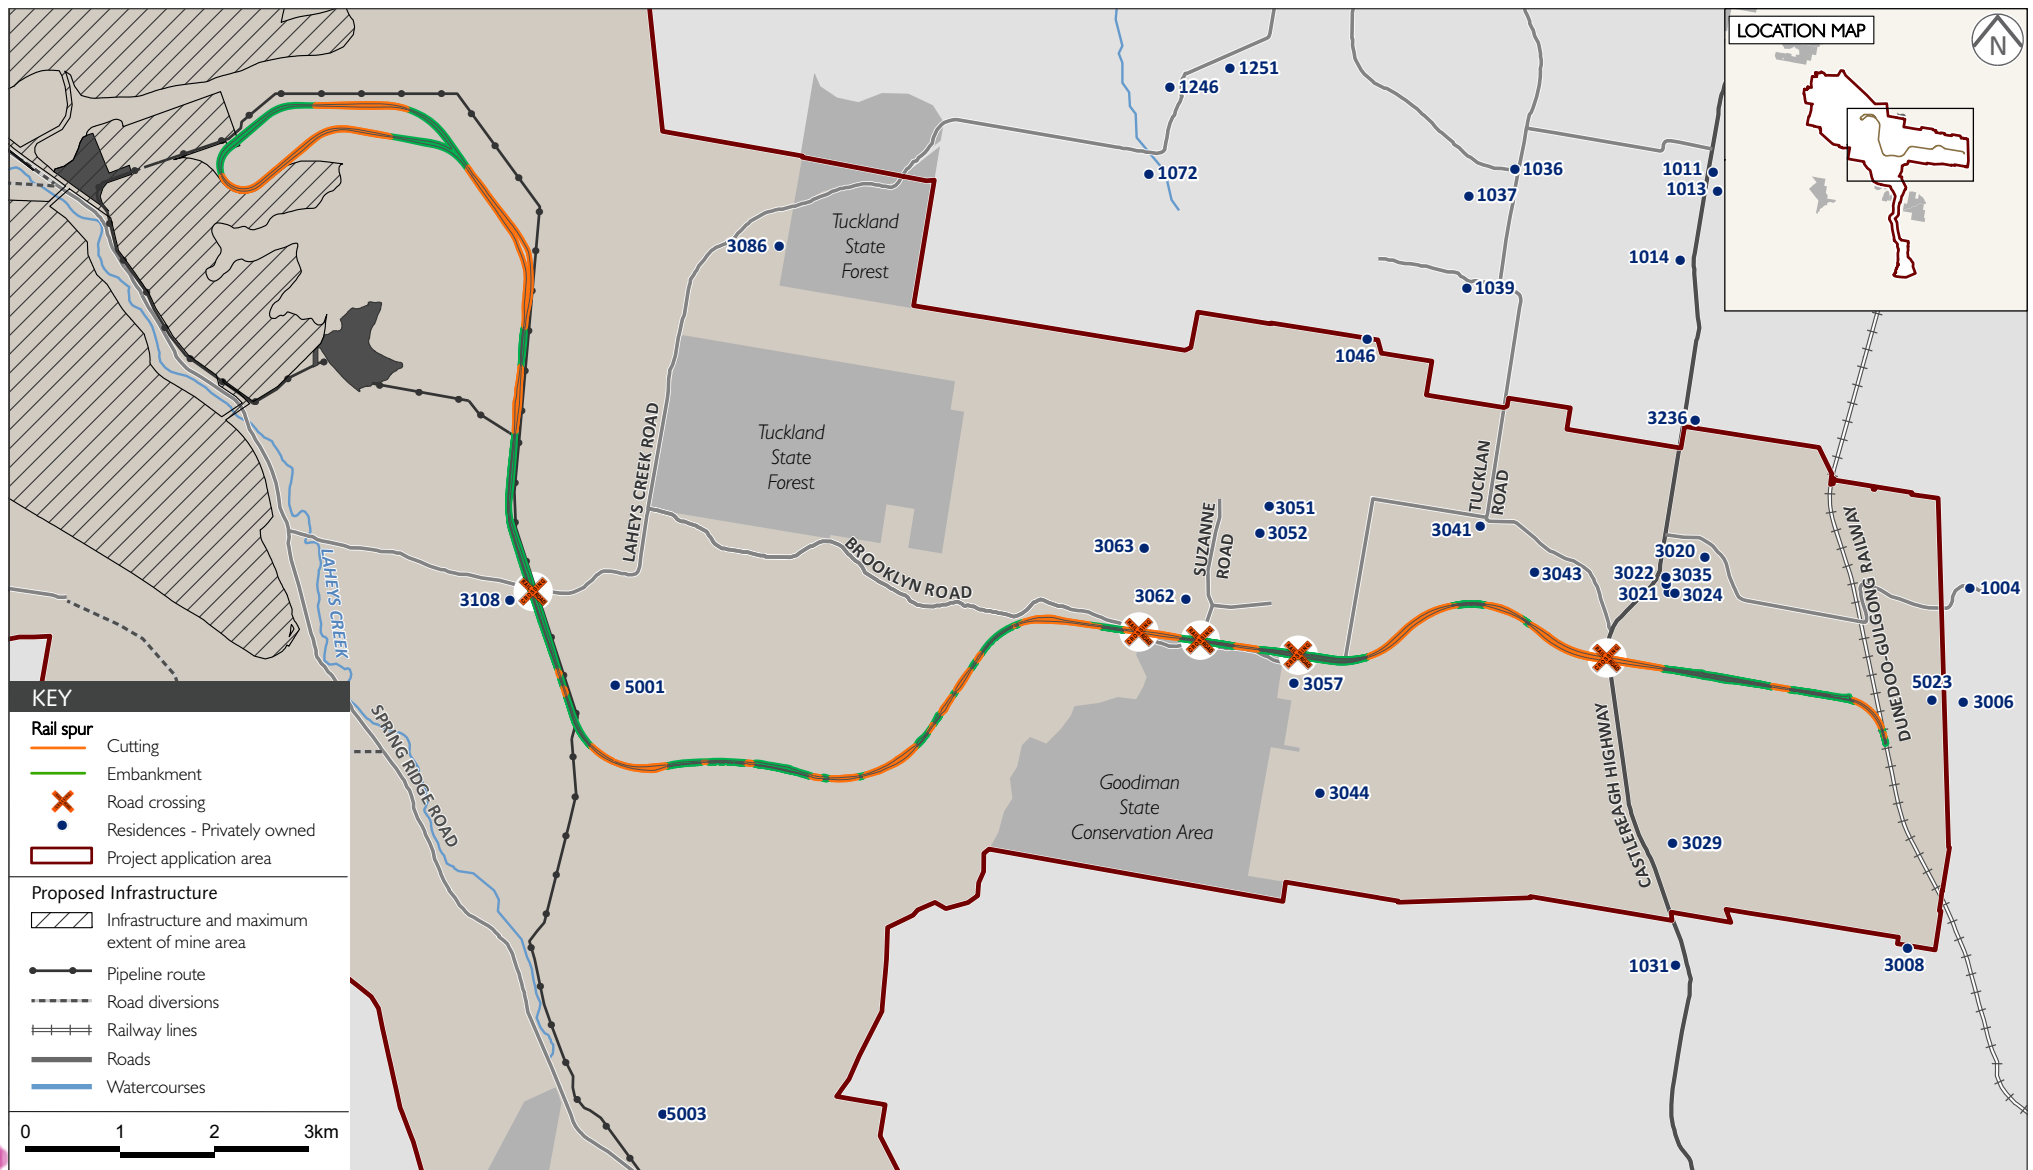 LOCATION MAP
N
1251
1246
1072
1036
1037
1011
1013
1014
1039
1046
3086
Tuckland
State
Forest
Tuckland
State
Forest
3236
LAHEYS CREEK ROAD
BROOKLYN ROAD
SUZANNE
ROAD
TUCKLAN
ROAD
3051
3052
3063
3062
3041
3043
3020
3022
3035
3021
3024
1004
3108
5001
3057
5023
3006
3044
3029
1031
3008
5003
LAHEYS CREEK
SPRING RIDGE ROAD
CASTLEREAGH HIGHWAY
DUNEDOO-GULGONG RAILWAY
Goodiman
State
Conservation Area
KEY
Rail spur
Cutting
Embankment
Road crossing
Residences - Privately owned
Project application area
Proposed Infrastructure
Infrastructure and maximum
extent of mine area
Pipeline route
Road diversions
Railway lines
Roads
Watercourses
0 1 2 3km